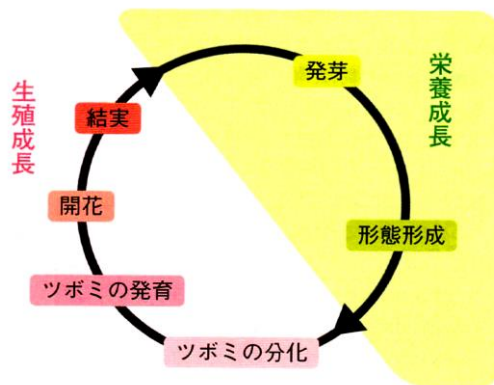 発芽
栄養成長
形態形成
ツボミの分化
ツボミの発育
開花
結実
生殖成長